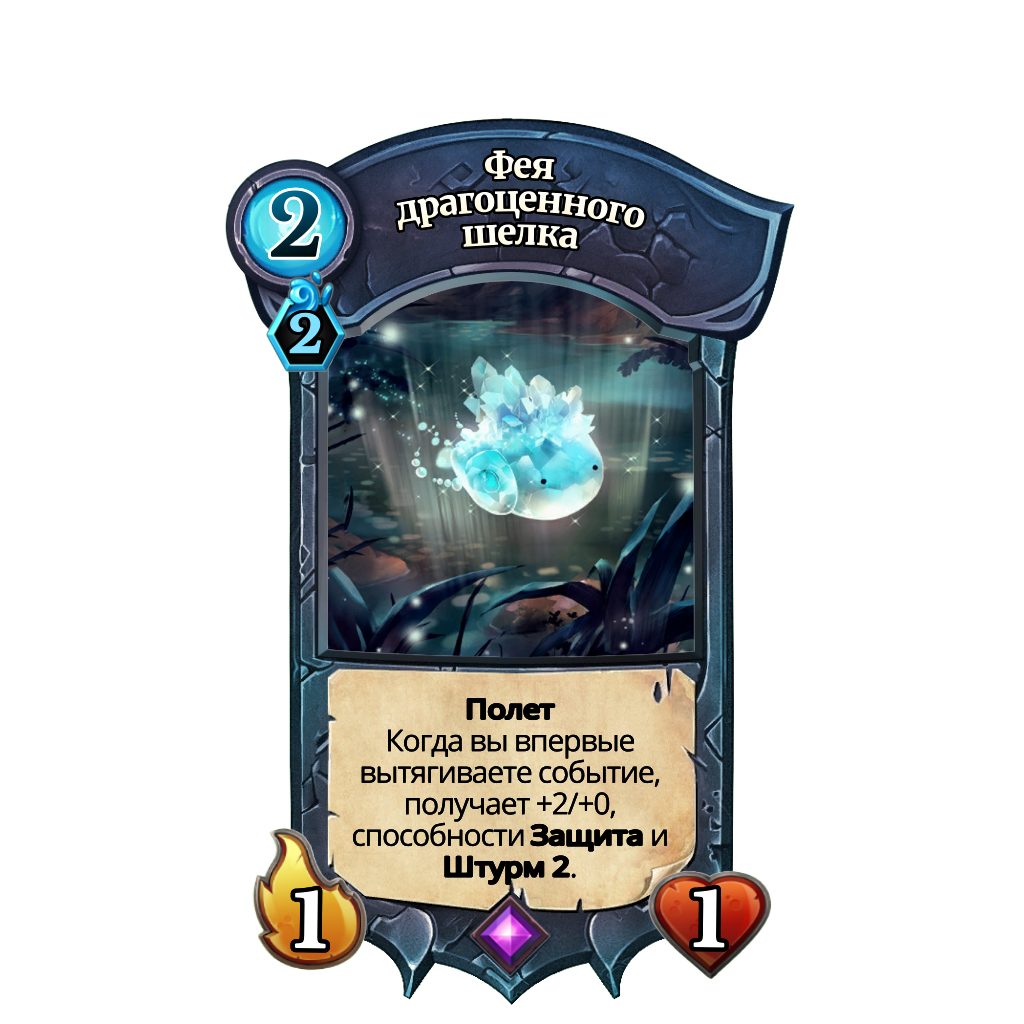 Фея
драгоценного
шелка
2
2
Полет
Когда вы впервые
вытягиваете событие,
получает +2/+0,
способности Защита и
Штурм 2.
1
1